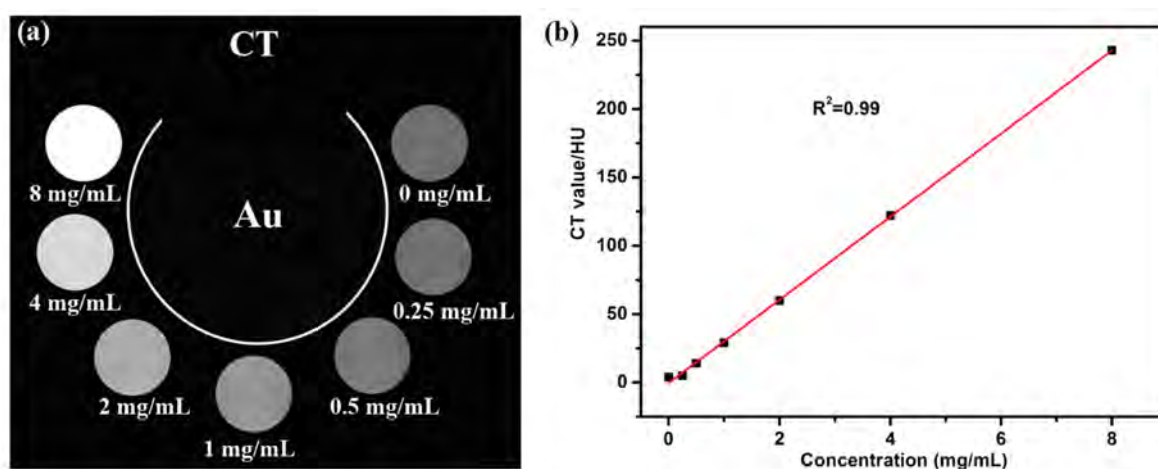 (a)
CT
Au
8 mg/mL
4 mg/mL
2 mg/mL
1 mg/mL
0.5 mg/mL
0.25 mg/mL
0 mg/mL
(b)
R²=0.99
CT value/HU
250
200
150
100
50
0
0 2 4 6 8
Concentration (mg/mL)